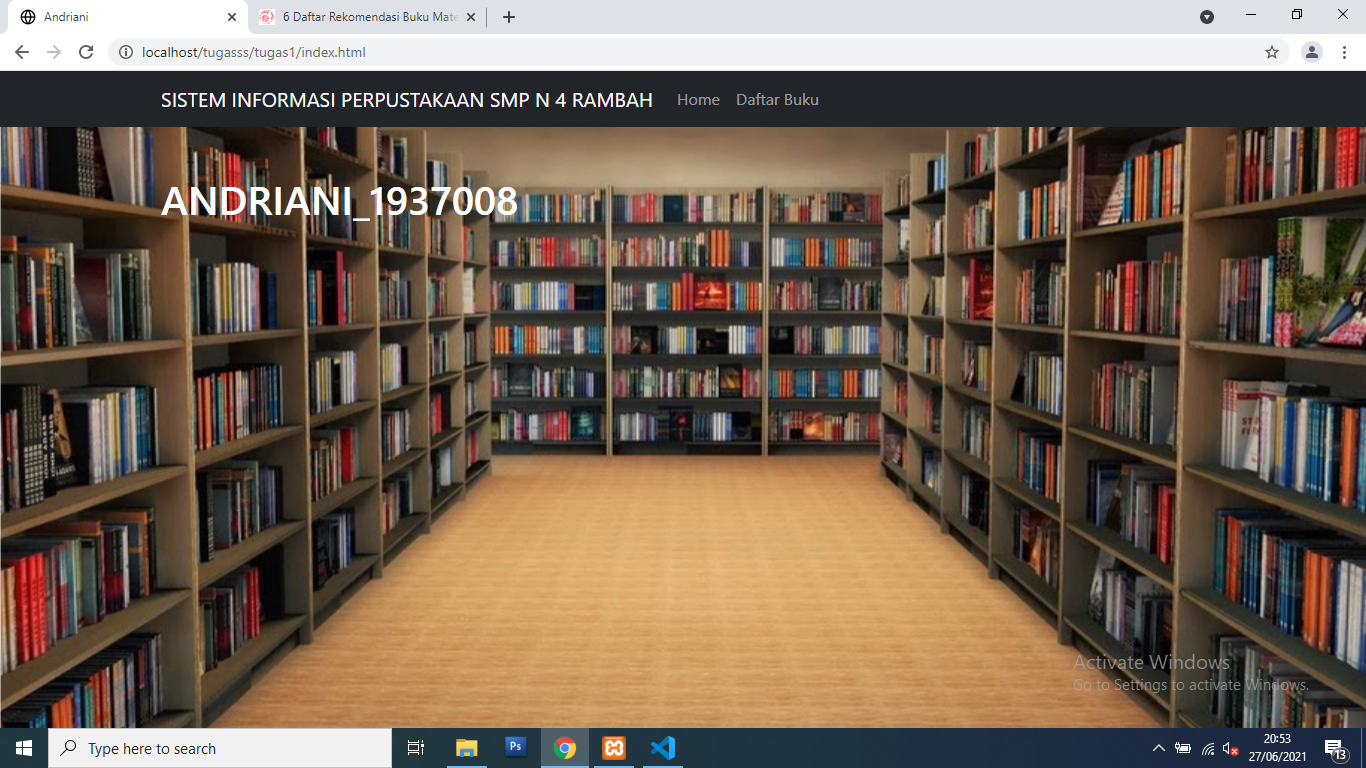 Andriani
6 Daftar Rekomendasi Buku Mate
localhost/tugasss/tugas1/index.html
SISTEM INFORMASI PERPUSTAKAAN SMP N 4 RAMBAH Home Daftar Buku
ANDRIANI_1937008
Activate Windows
Go to Settings to activate Windows.
Type here to search
Ps
20:53
27/06/2021
13